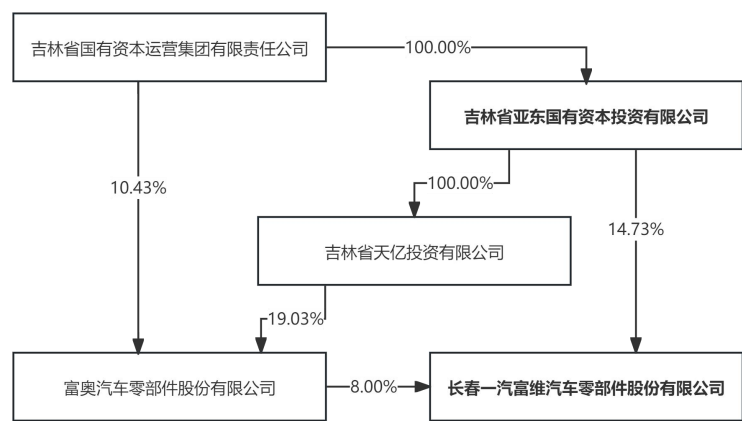 吉林省国有资本运营集团有限责任公司
100.00%
吉林省亚东国有资本投资有限公司
10.43%
100.00%
14.73%
吉林省天亿投资有限公司
19.03%
富奥汽车零部件股份有限公司
8.00%
长春一汽富维汽车零部件股份有限公司